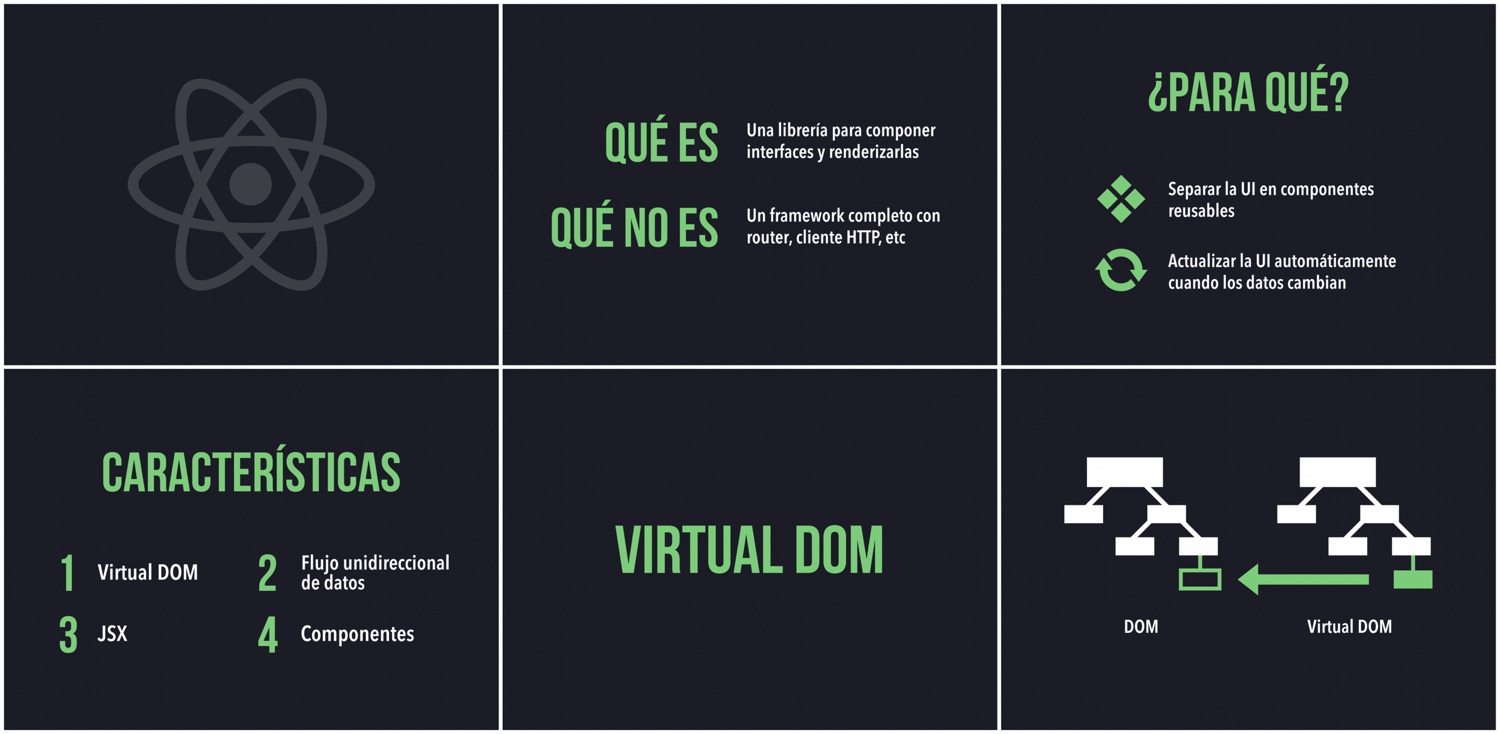 QUÉ ES
Una librería para componer
interfaces y renderizarlas
QUÉ NO ES
Un framework completo con
router, cliente HTTP, etc
¿PARA QUÉ?
Separar la UI en componentes
reusables
Actualizar la UI automáticamente
cuando los datos cambian
CARACTERÍSTICAS
1 Virtual DOM
2 Flujo unidireccional
de datos
3 JSX
4 Componentes
VIRTUAL DOM
DOM
Virtual DOM